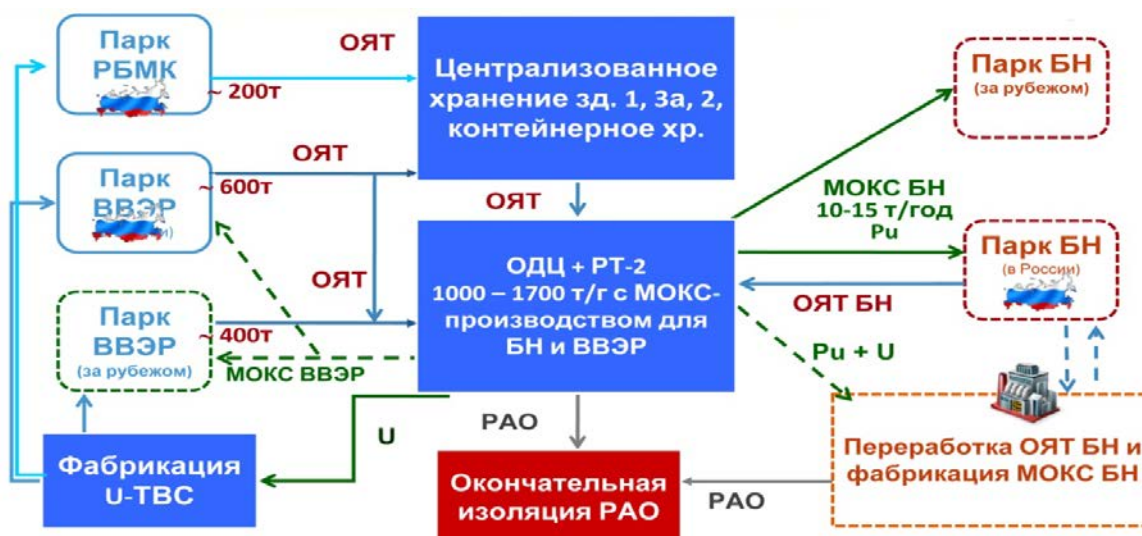 Парк
РБМК
~ 200т
ОЯТ
Централизованное
хранение зд. 1, 3а, 2,
контейнерное хр.
Парк БН
(за рубежом)
Парк
ВВЭР
~ 600т
ОЯТ
ОЯТ
ОЯТ
МОКС БН
10-15 т/год
Pu
ОДЦ + РТ-2
1000 – 1700 т/г с МОКС-
производством для
БН и ВВЭР
Парк БН
(в России)
ОЯТ БН
Парк
ВВЭР
(за рубежом)
~ 400т
МОКС ВВЭР
Pu + U
U
РАО
Фабрикация
U-ТВС
Окончательная
изоляция РАО
РАО
Переработка ОЯТ БН и
фабрикация МОКС БН